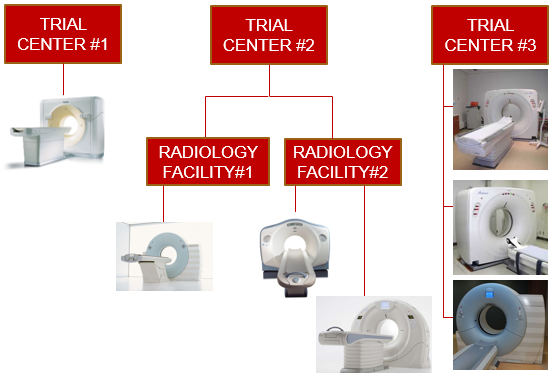 TRIAL
CENTER #1
TRIAL
CENTER #2
TRIAL
CENTER #3
RADIOLOGY
FACILITY#1
RADIOLOGY
FACILITY#2